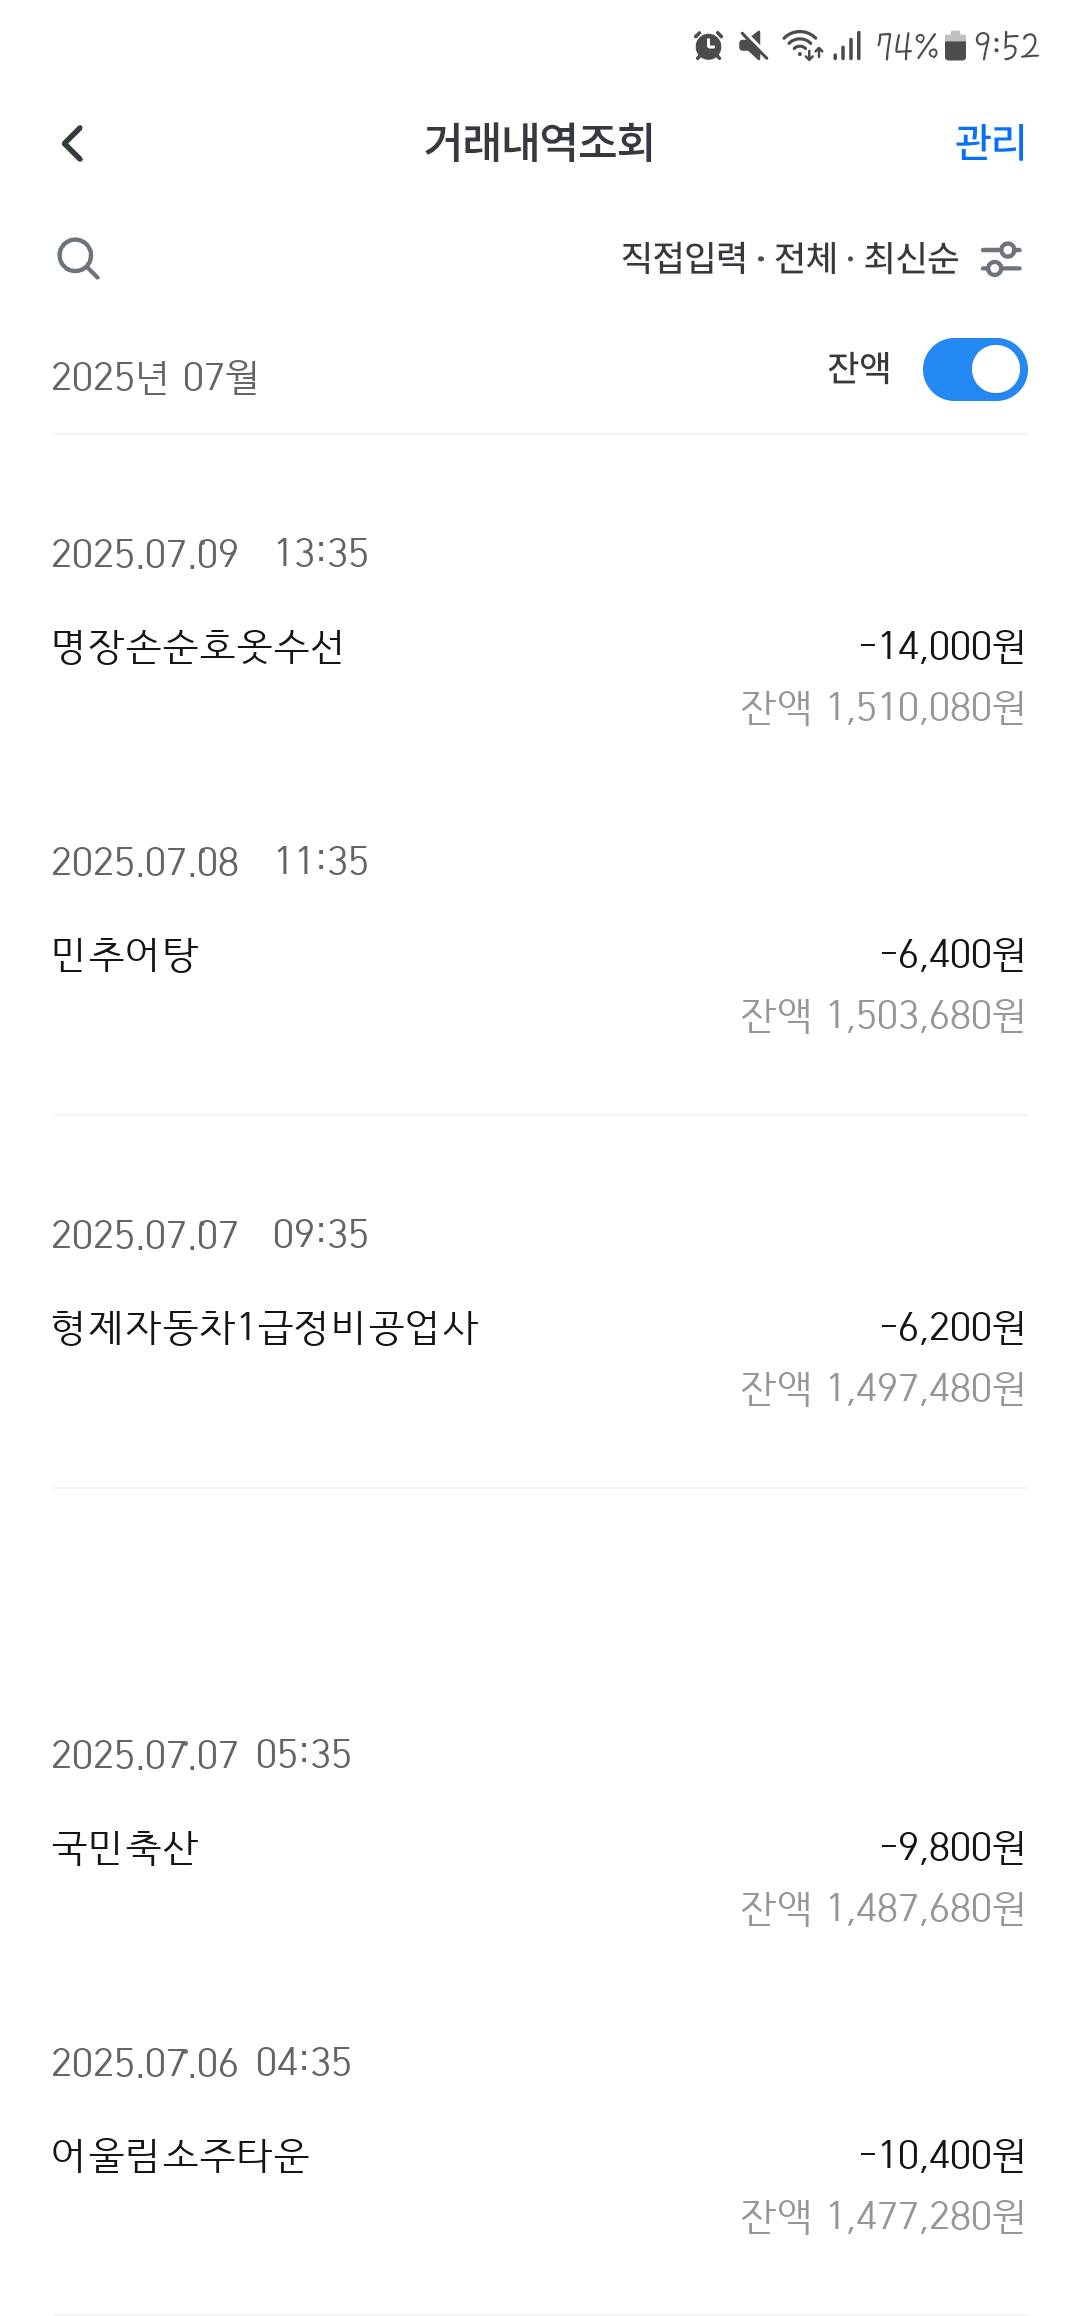 74% 9:52
거래내역조회 관리
직접입력 · 전체 · 최신순
2025년 07월 잔액
2025.07.09 13:35
명장손순호옷수선 -14,000원
잔액 1,510,080원
2025.07.08 11:35
민추어탕 -6,400원
잔액 1,503,680원
2025.07.07 09:35
형제자동차1급정비공업사 -6,200원
잔액 1,497,480원
2025.07.07 05:35
국민축산 -9,800원
잔액 1,487,680원
2025.07.06 04:35
어울림소주타운 -10,400원
잔액 1,477,280원